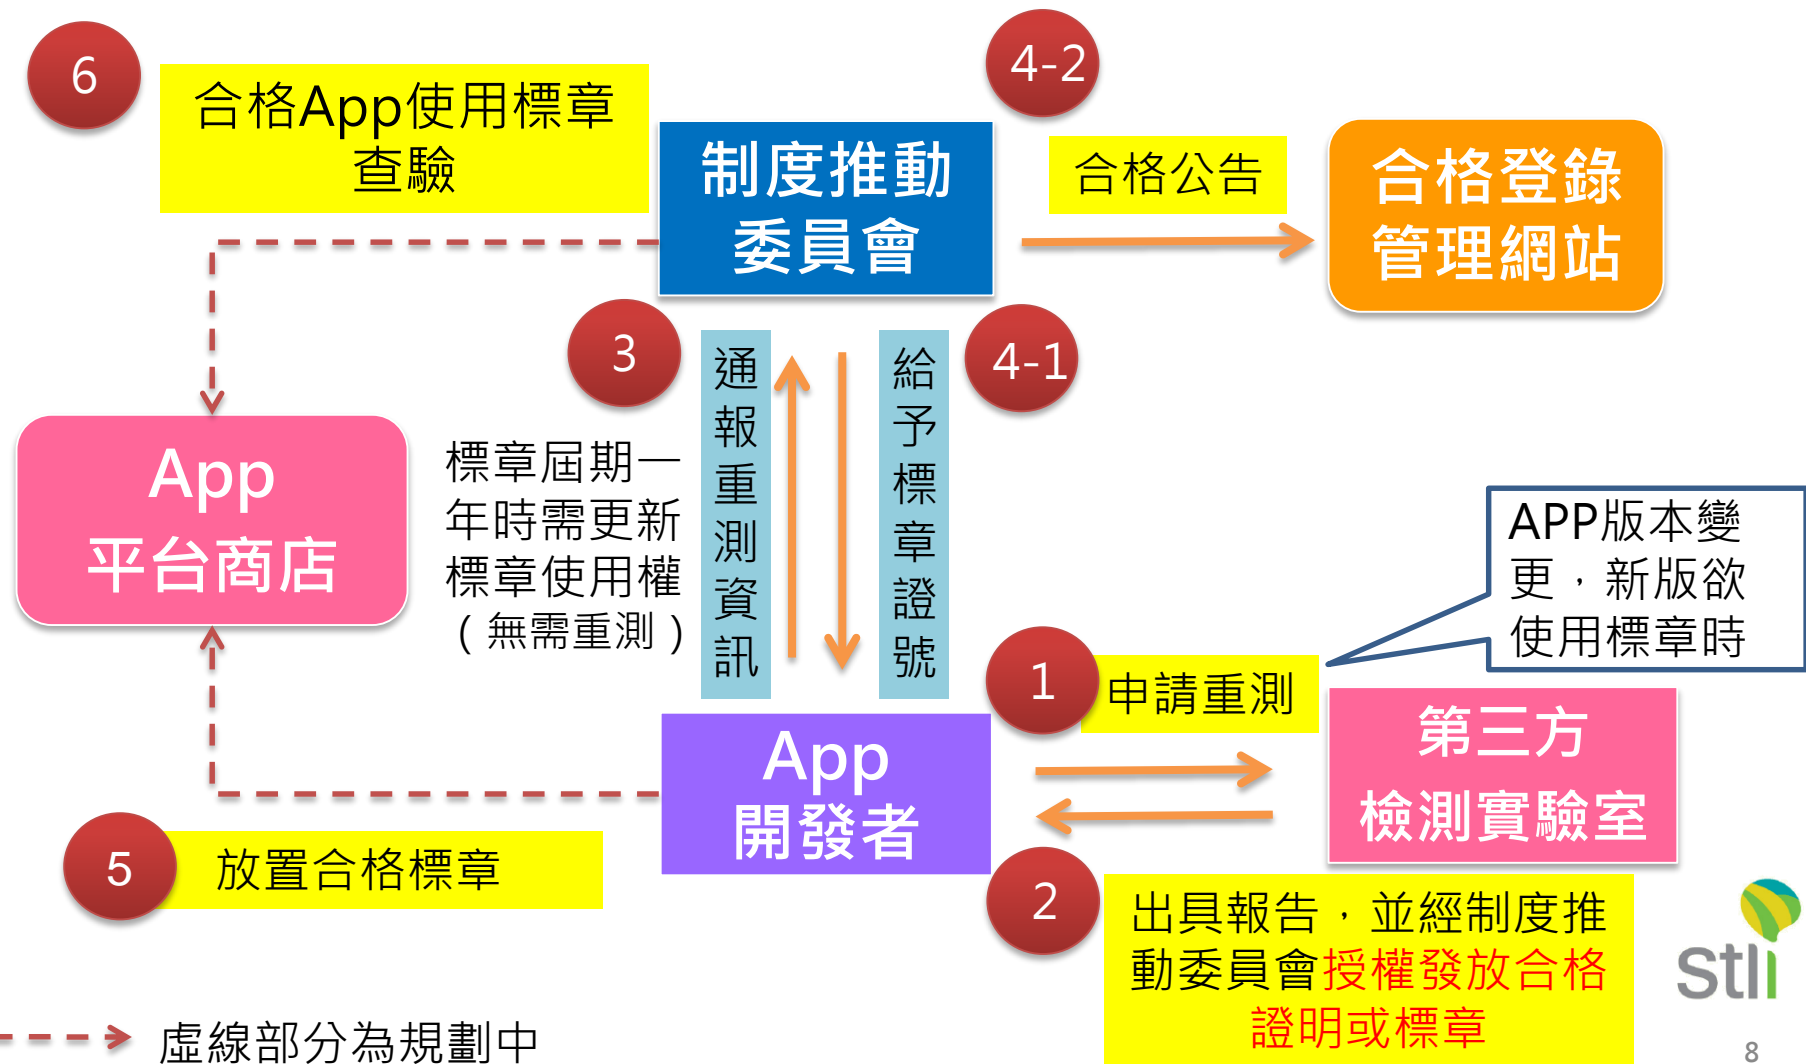 6
合格App使用標章
查驗
制度推動
委員會
4-2
合格公告
合格登錄
管理網站
3
通報重測資訊
給予標章證號
4-1
App
平台商店
標章屆期一
年時需更新
標章使用權
（無需重測）
APP版本變
更，新版欲
使用標章時
1
申請重測
第三方
檢測實驗室
App
開發者
5
放置合格標章
2
出具報告，並經制度推
動委員會授權發放合格
證明或標章
stli
虛線部分為規劃中
8